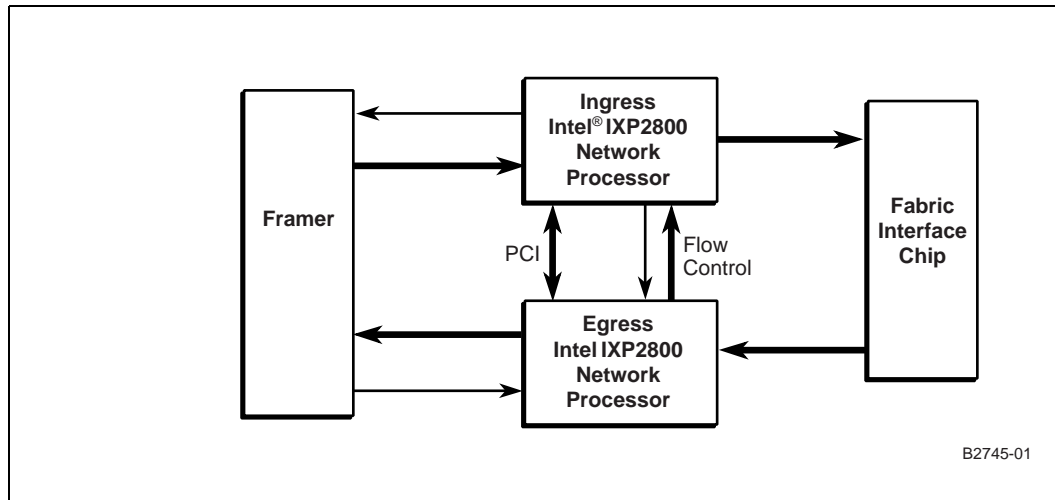 Ingress
Intel® IXP2800
Network
Processor
Framer
Fabric
Interface
Chip
PCI
Flow
Control
Egress
Intel IXP2800
Network
Processor
B2745-01